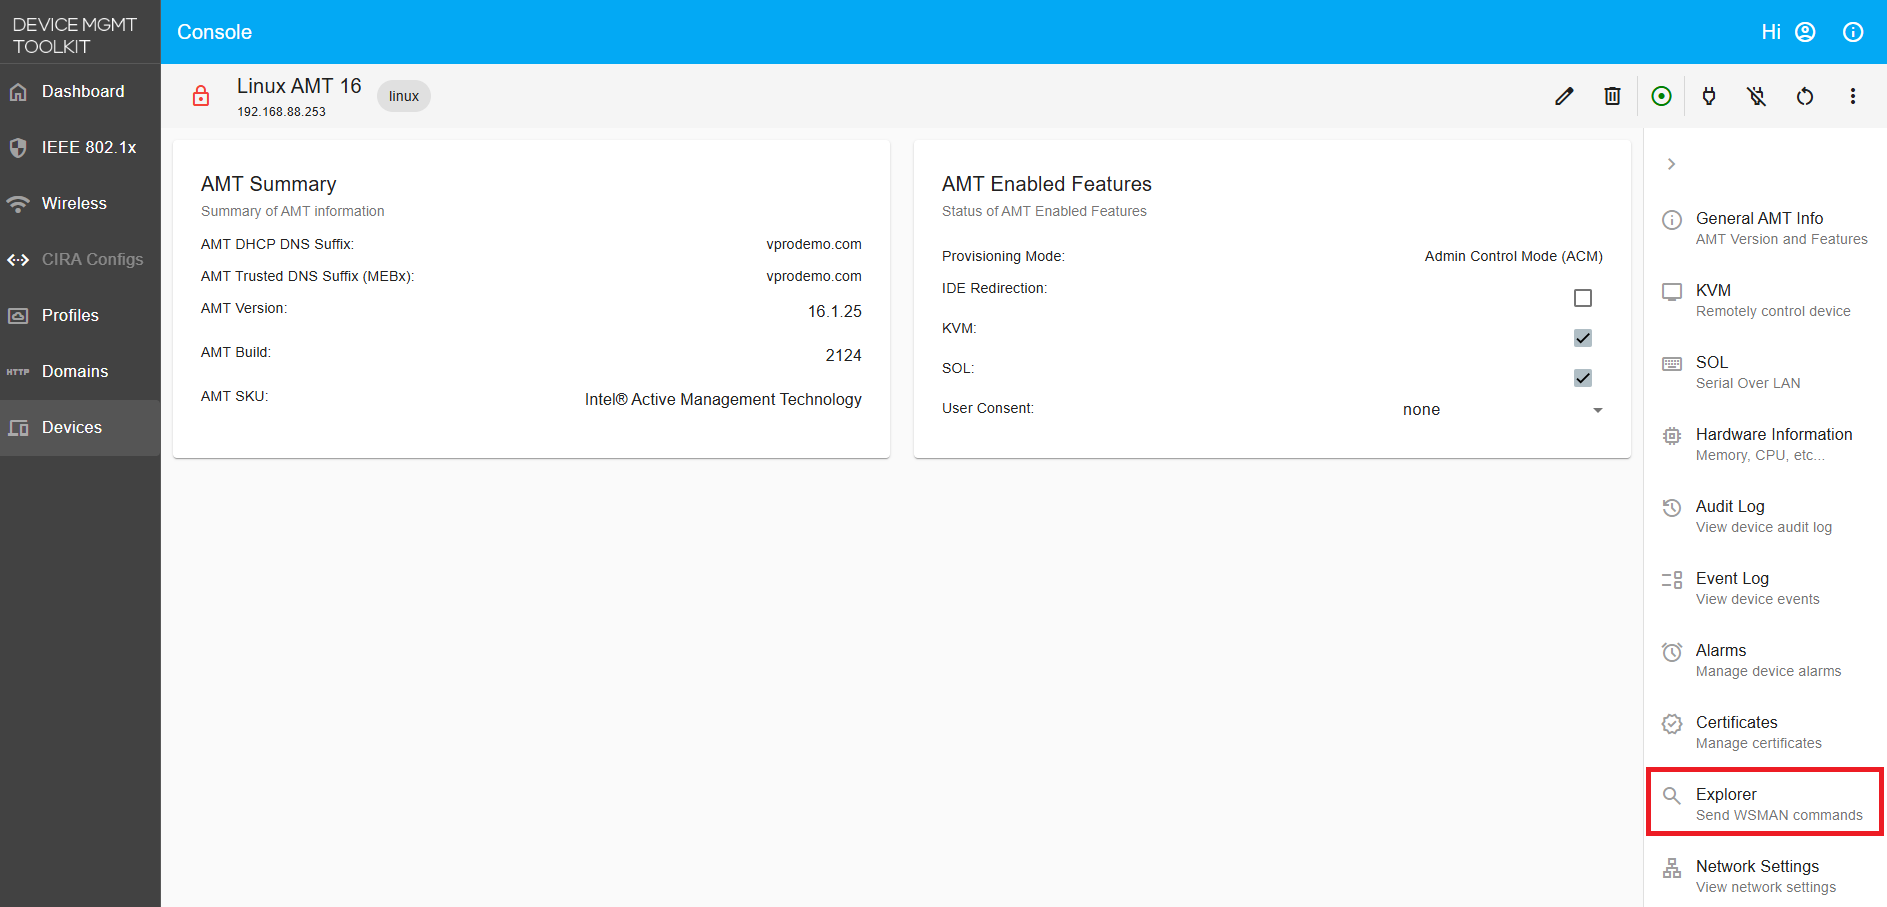 DEVICE MGMT
TOOLKIT
Console
Hi
Dashboard
IEEE 802.1x
Wireless
CIRA Configs
Profiles
HTTP
Domains
Devices
Linux AMT 16
192.168.88.253
linux
AMT Summary
Summary of AMT information
AMT DHCP DNS Suffix:
vprodemo.com
AMT Trusted DNS Suffix (MEBx):
vprodemo.com
AMT Version:
16.1.25
AMT Build:
2124
AMT SKU:
Intel® Active Management Technology
AMT Enabled Features
Status of AMT Enabled Features
Provisioning Mode:
Admin Control Mode (ACM)
IDE Redirection:
KVM:
SOL:
User Consent:
none
General AMT Info
AMT Version and Features
KVM
Remotely control device
SOL
Serial Over LAN
Hardware Information
Memory, CPU, etc...
Audit Log
View device audit log
Event Log
View device events
Alarms
Manage device alarms
Certificates
Manage certificates
Explorer
Send WSMAN commands
Network Settings
View network settings